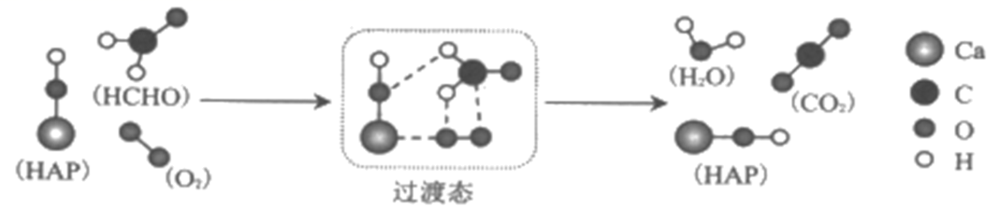 (HAP)
(HCHO)
(O₂)
过渡态
(H₂O)
(CO₂)
(HAP)
Ca
C
O
H